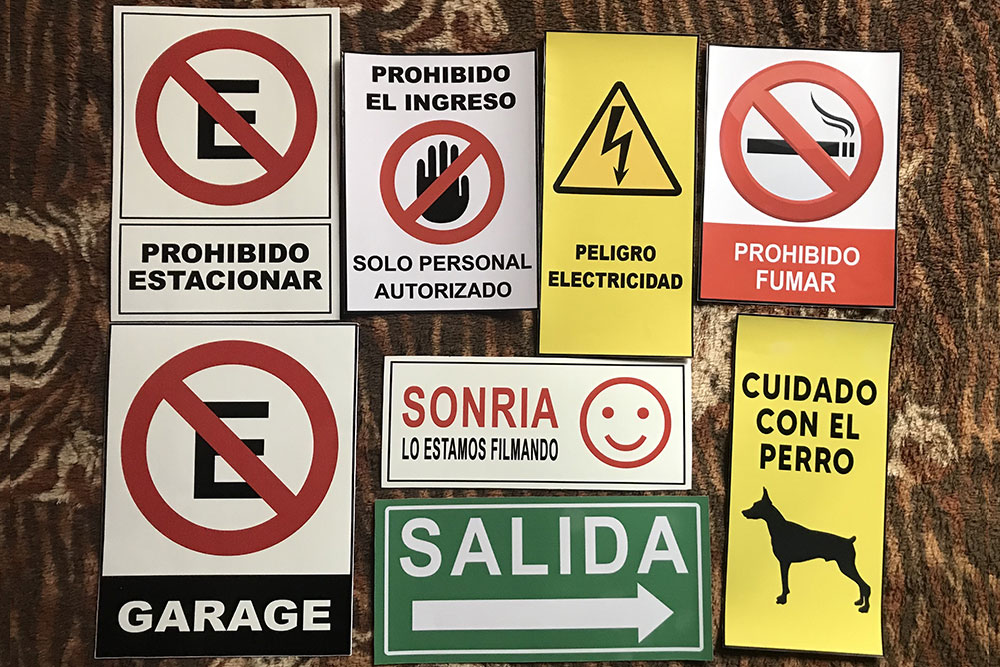 E
PROHIBIDO
ESTACIONAR
PROHIBIDO
EL INGRESO
SOLO PERSONAL
AUTORIZADO
PELIGRO
ELECTRICIDAD
PROHIBIDO
FUMAR
E
GARAGE
SONRIA
LO ESTAMOS FILMANDO
SALIDA
CUIDADO
CON EL
PERRO